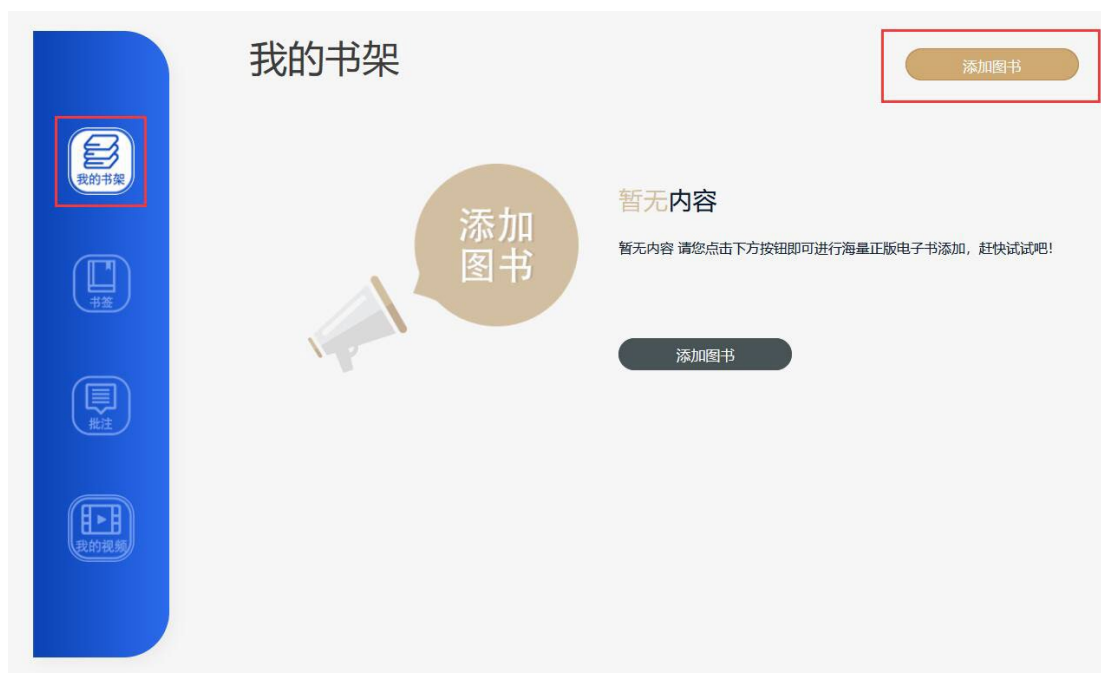 我的书架
添加图书
我的书架
书签
批注
我的视频
添加
图书
暂无内容
暂无内容 请您点击下方按钮即可进行海量正版电子书添加，赶快试试吧！
添加图书